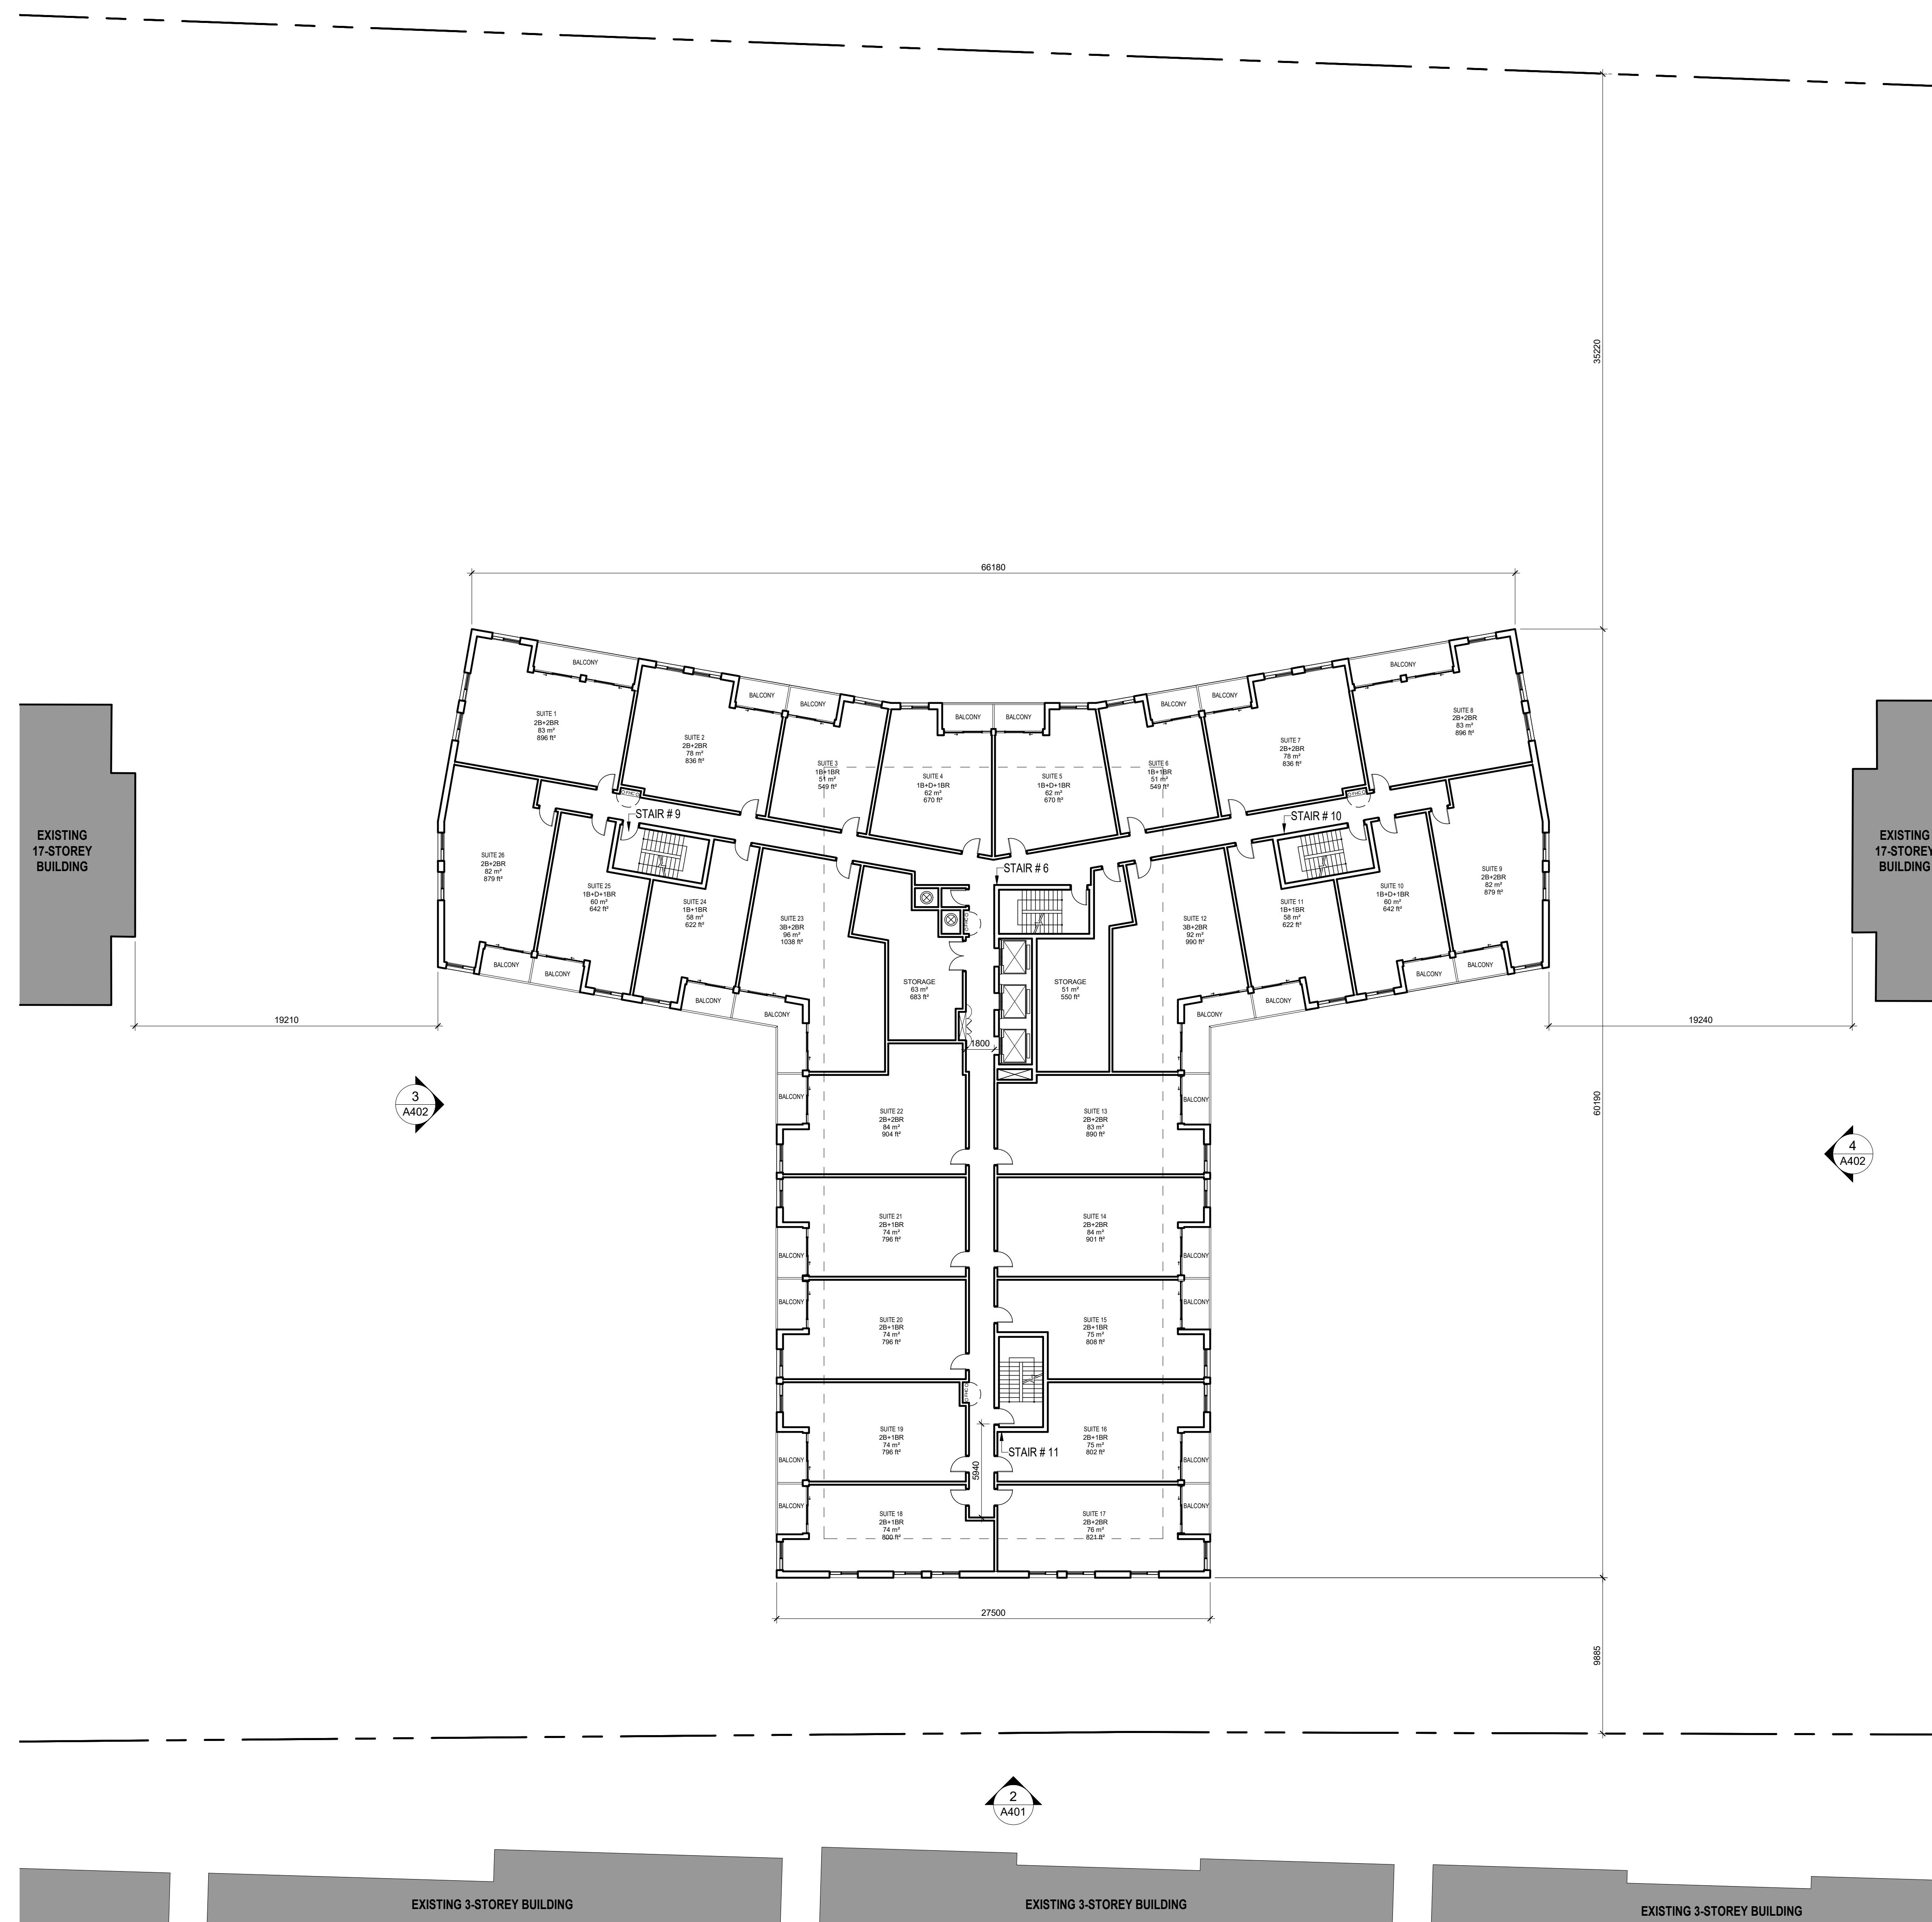 35220
66180
BALCONY
BALCONY
BALCONY
BALCONY
BALCONY
BALCONY
BALCONY
BALCONY
SUITE 1
2B+2BR
83 m²
896 ft²
SUITE 2
2B+2BR
78 m²
836 ft²
SUITE 3
1B+1BR
51 m²
549 ft²
SUITE 4
1B+D+1BR
62 m²
670 ft²
SUITE 5
1B+D+1BR
62 m²
670 ft²
SUITE 6
1B+1BR
51 m²
549 ft²
SUITE 7
2B+2BR
78 m²
836 ft²
SUITE 8
2B+2BR
83 m²
896 ft²
FHC
FHC
STAIR # 9
STAIR # 10
STAIR # 6
EXISTING
17-STOREY
BUILDING
EXISTING
17-STOREY
BUILDING
SUITE 26
2B+2BR
82 m²
879 ft²
SUITE 25
1B+D+1BR
60 m²
642 ft²
SUITE 24
1B+1BR
58 m²
622 ft²
SUITE 23
3B+2BR
96 m²
1038 ft²
FHC
SUITE 12
3B+2BR
92 m²
990 ft²
SUITE 11
1B+1BR
58 m²
622 ft²
SUITE 10
1B+D+1BR
60 m²
642 ft²
SUITE 9
2B+2BR
82 m²
879 ft²
STORAGE
63 m²
683 ft²
STORAGE
51 m²
550 ft²
BALCONY
BALCONY
BALCONY
BALCONY
BALCONY
BALCONY
BALCONY
BALCONY
19210
19240
1800
3
A402
4
A402
60190
BALCONY
SUITE 22
2B+2BR
84 m²
904 ft²
SUITE 13
2B+2BR
83 m²
890 ft²
BALCONY
SUITE 21
2B+1BR
74 m²
796 ft²
SUITE 14
2B+2BR
84 m²
901 ft²
BALCONY
BALCONY
BALCONY
BALCONY
SUITE 20
2B+1BR
74 m²
796 ft²
SUITE 15
2B+1BR
75 m²
808 ft²
FHC
SUITE 19
2B+1BR
74 m²
796 ft²
SUITE 16
2B+1BR
75 m²
802 ft²
STAIR # 11
5940
BALCONY
BALCONY
BALCONY
BALCONY
SUITE 18
2B+1BR
74 m²
800 ft²
SUITE 17
2B+2BR
76 m²
821 ft²
27500
9885
2
A401
EXISTING 3-STOREY BUILDING
EXISTING 3-STOREY BUILDING
EXISTING 3-STOREY BUILDING